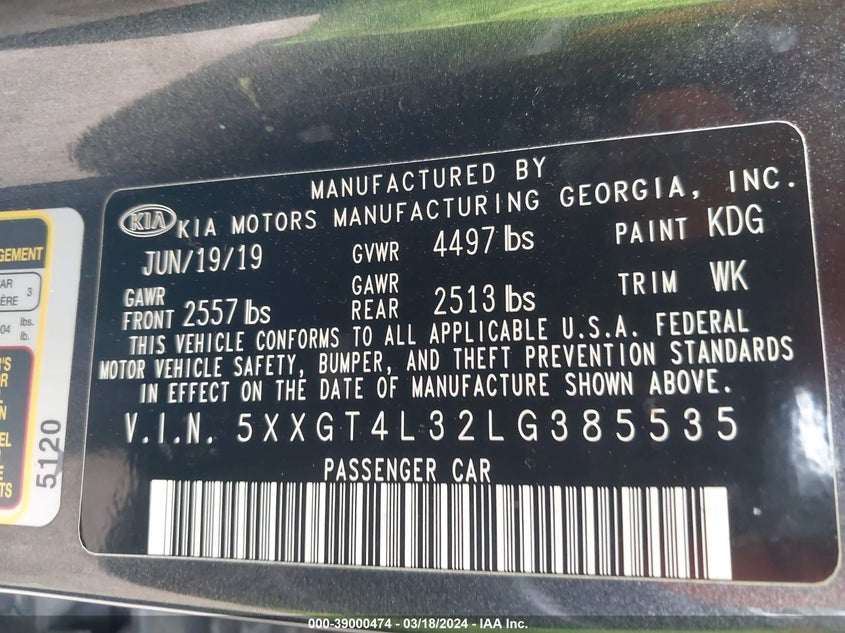 MANUFACTURED BY
KIA KIA MOTORS MANUFACTURING GEORGIA, INC.
JUN/19/19 GVWR 4497 lbs PAINT KDG
GAWR FRONT 2557 lbs GAWR REAR 2513 lbs TRIM WK
THIS VEHICLE CONFORMS TO ALL APPLICABLE U.S.A. FEDERAL
MOTOR VEHICLE SAFETY, BUMPER, AND THEFT PREVENTION STANDARDS
IN EFFECT ON THE DATE OF MANUFACTURE SHOWN ABOVE.
V.I.N. 5XXGT4L32LG385535
PASSENGER CAR
5120
lbs.
lb.
000-39000474 — 03/18/2024 — IAA Inc.